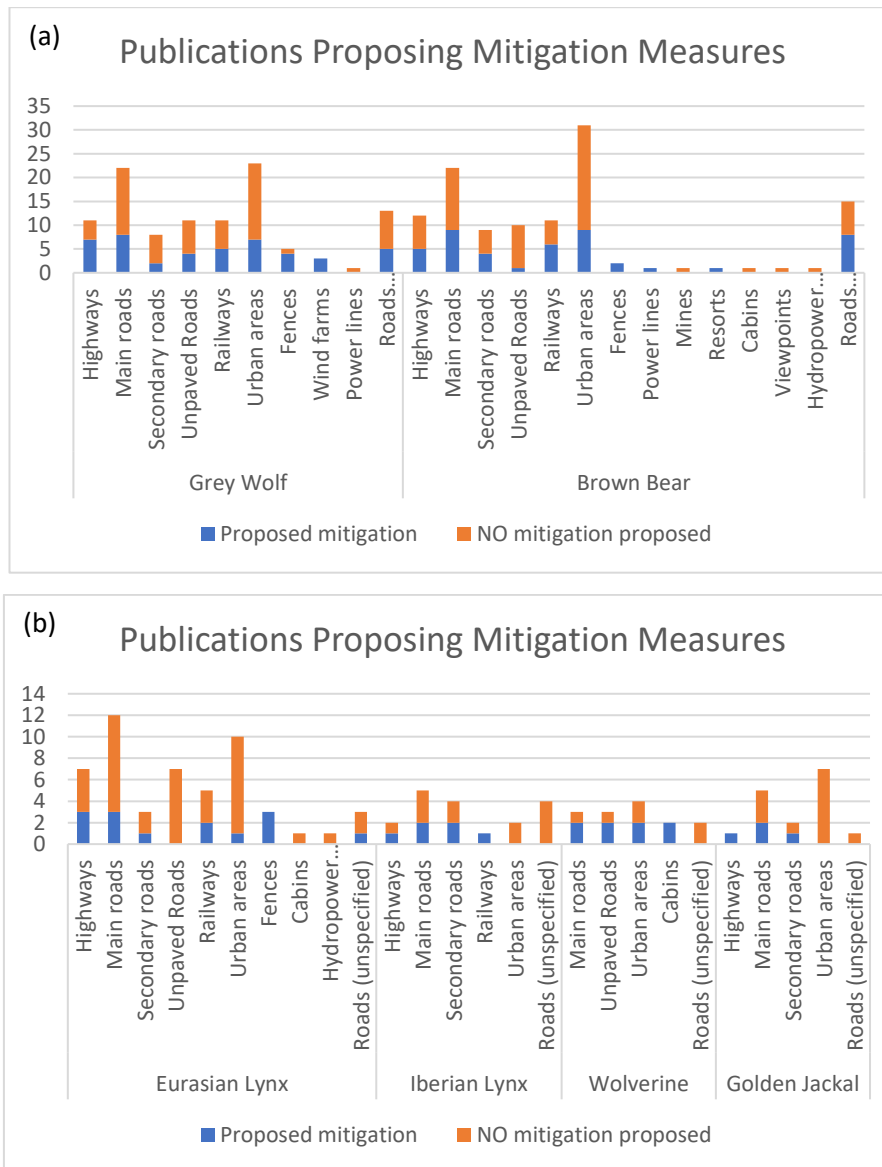 (a)
Publications Proposing Mitigation Measures
35
30
25
20
15
10
5
0
Highways
Main roads
Secondary roads
Unpaved Roads
Railways
Urban areas
Fences
Wind farms
Power lines
Roads...
Highways
Main roads
Secondary roads
Unpaved Roads
Railways
Urban areas
Fences
Power lines
Mines
Resorts
Cabins
Viewpoints
Hydropower...
Roads...
Grey Wolf
Brown Bear
Proposed mitigation
NO mitigation proposed
(b)
Publications Proposing Mitigation Measures
14
12
10
8
6
4
2
0
Highways
Main roads
Secondary roads
Unpaved Roads
Railways
Urban areas
Fences
Cabins
Hydropower...
Roads (unspecified)
Highways
Main roads
Secondary roads
Railways
Urban areas
Roads (unspecified)
Main roads
Unpaved Roads
Urban areas
Cabins
Roads (unspecified)
Highways
Main roads
Secondary roads
Urban areas
Roads (unspecified)
Eurasian Lynx
Iberian Lynx
Wolverine
Golden Jackal
Proposed mitigation
NO mitigation proposed